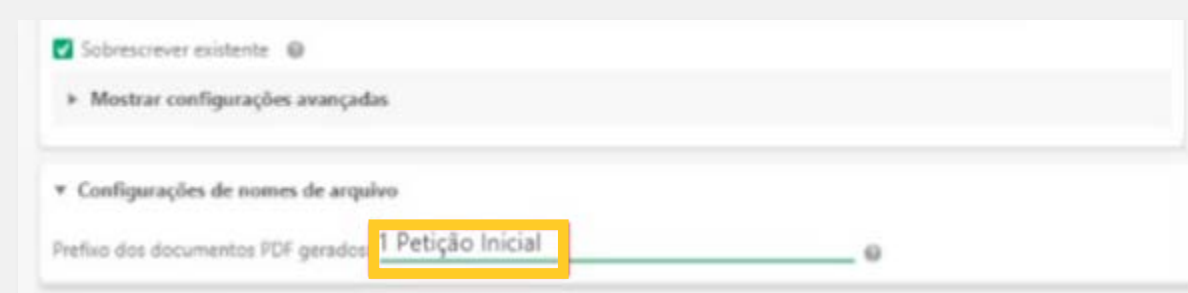 Sobrescrever existente
Mostrar configurações avançadas
Configurações de nomes de arquivo
Prefixo dos documentos PDF gerados 1 Petição Inicial